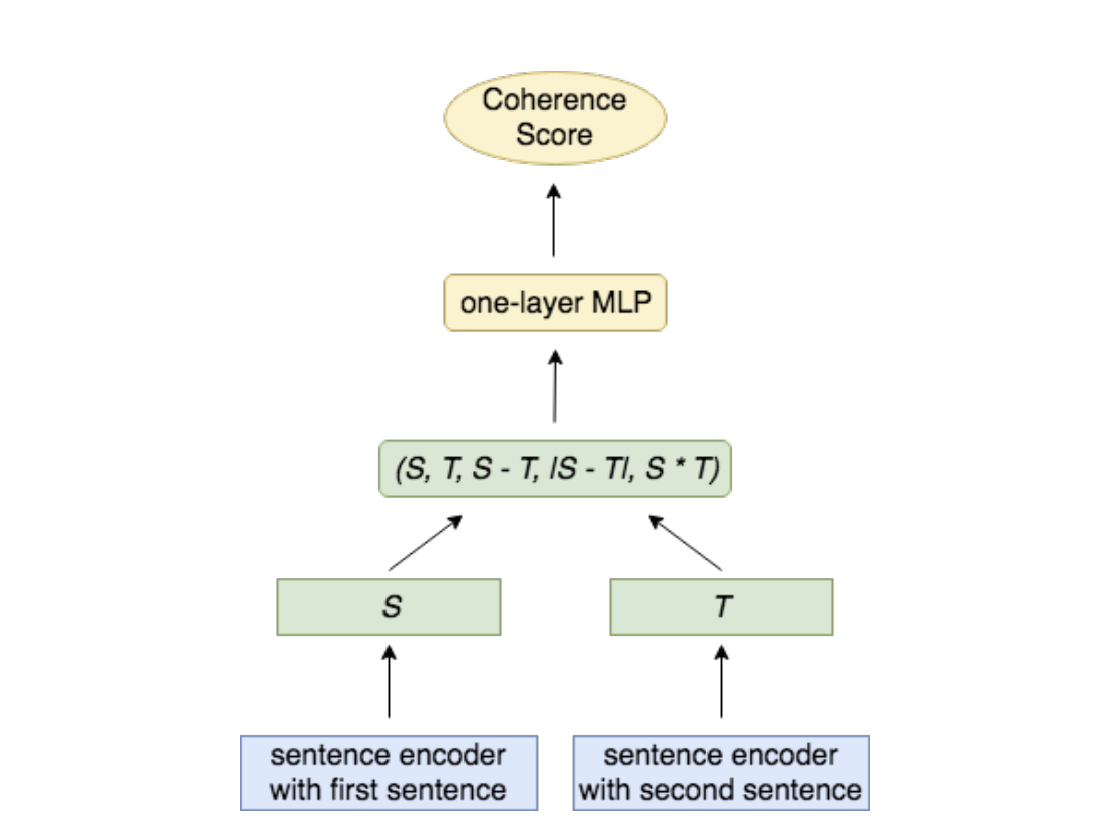 Coherence
Score
one-layer MLP
(S, T, S - T, |S - T|, S * T)
S
T
sentence encoder
with first sentence
sentence encoder
with second sentence